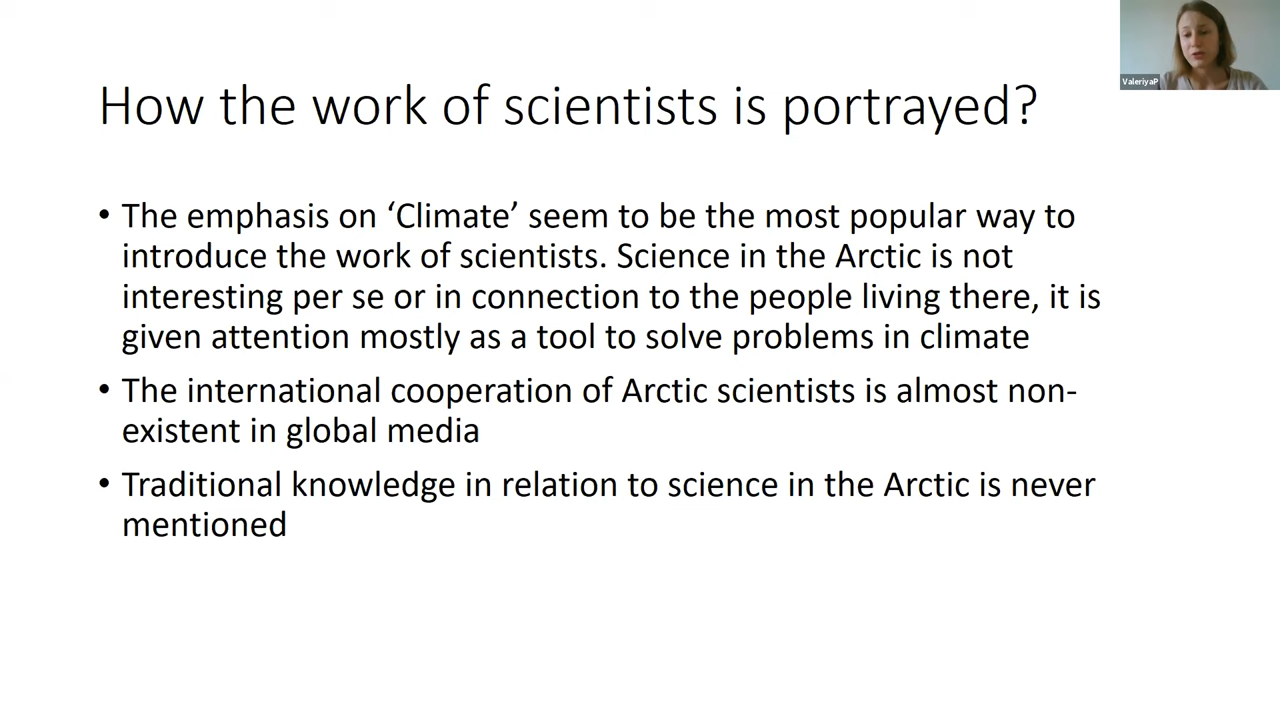 How the work of scientists is portrayed?
• The emphasis on ‘Climate’ seem to be the most popular way to
introduce the work of scientists. Science in the Arctic is not
interesting per se or in connection to the people living there, it is
given attention mostly as a tool to solve problems in climate
• The international cooperation of Arctic scientists is almost non-
existent in global media
• Traditional knowledge in relation to science in the Arctic is never
mentioned
ValeriyaP